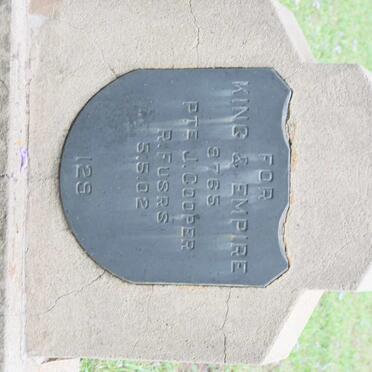 FOR
KING & EMPIRE
8765
PTE J. COOPER
R. FUSRS
5.5.02
128